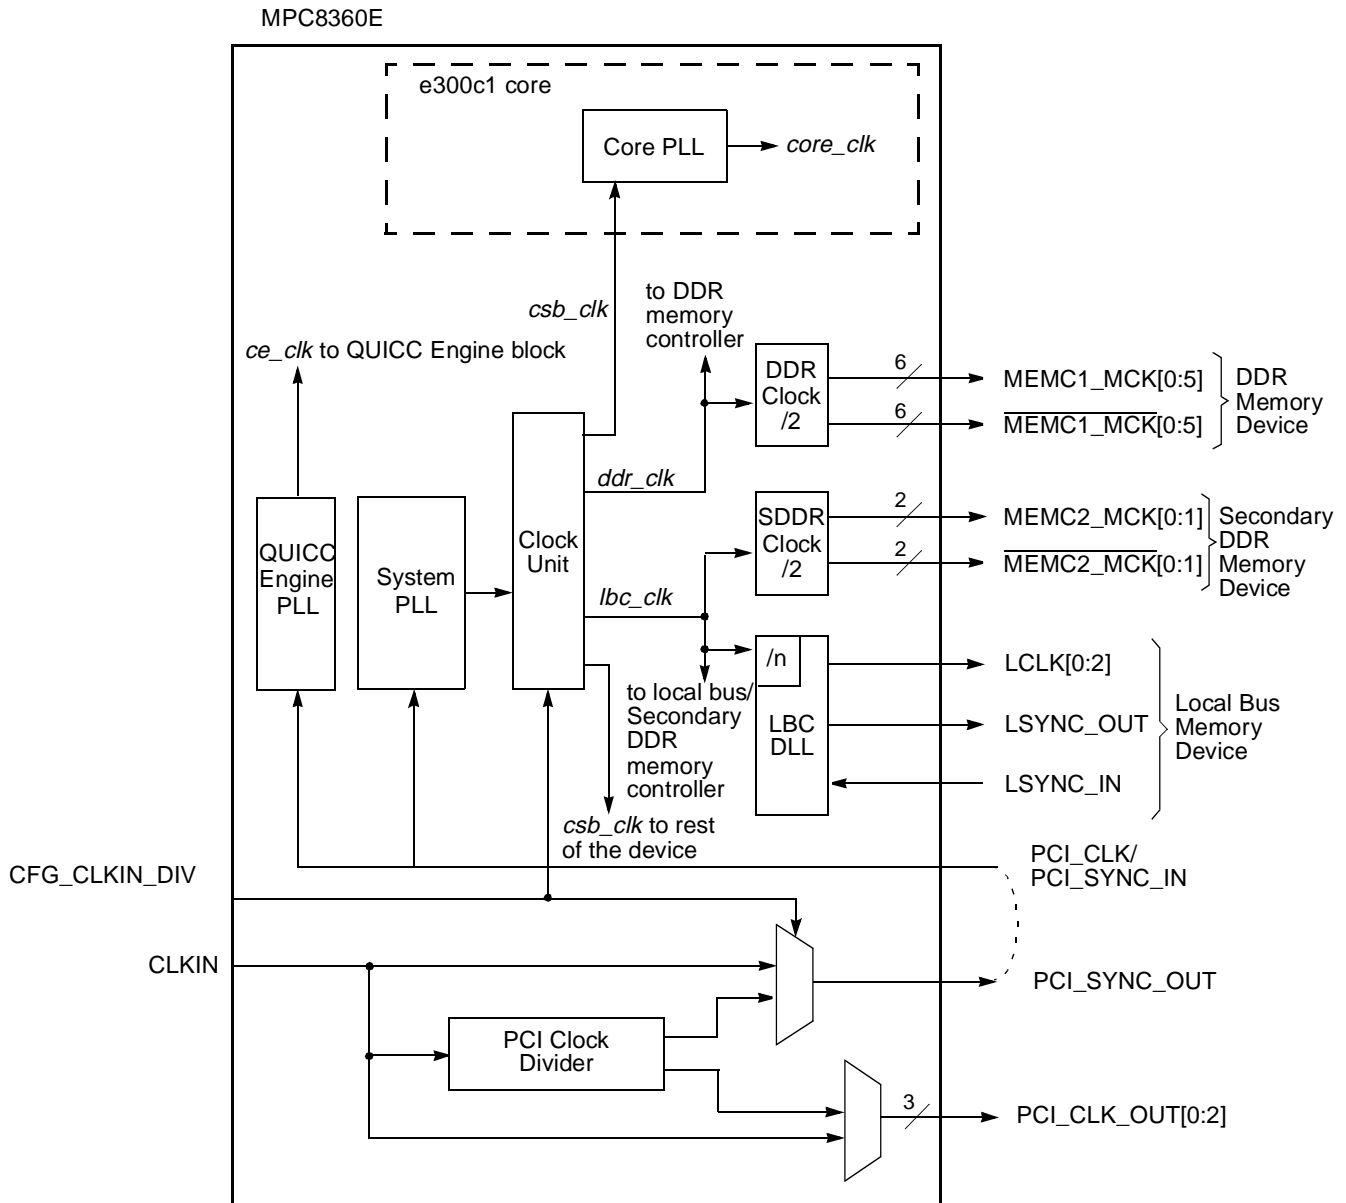 MPC8360E
e300c1 core
Core PLL
core_clk
csb_clk
to DDR
memory
controller
ce_clk to QUICC Engine block
DDR
Clock
/2
6
6
MEMC1_MCK[0:5]
MEMC1_MCK[0:5]
DDR
Memory
Device
ddr_clk
QUICC
Engine
PLL
System
PLL
Clock
Unit
SDDR
Clock
/2
2
2
MEMC2_MCK[0:1]
MEMC2_MCK[0:1]
Secondary
DDR
Memory
Device
lbc_clk
/n
LBC
DLL
LCLK[0:2]
LSYNC_OUT
LSYNC_IN
Local Bus
Memory
Device
to local bus/
Secondary
DDR
memory
controller
csb_clk to rest
of the device
PCI_CLK/
PCI_SYNC_IN
CFG_CLKIN_DIV
CLKIN
PCI_SYNC_OUT
PCI Clock
Divider
3
PCI_CLK_OUT[0:2]